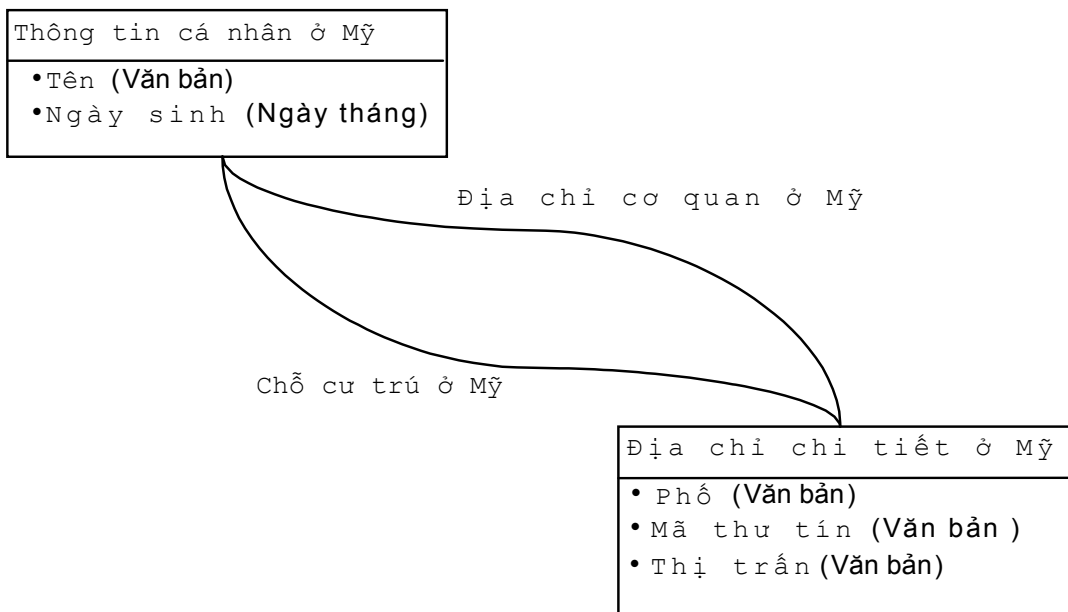 Thông tin cá nhân ở Mỹ
•Tên (Văn bản)
•Ngày sinh (Ngày tháng)
Địa chỉ cơ quan ở Mỹ
Chỗ cư trú ở Mỹ
Địa chỉ chi tiết ở Mỹ
• Phố (Văn bản)
• Mã thư tín (Văn bản )
• Thị trấn (Văn bản)